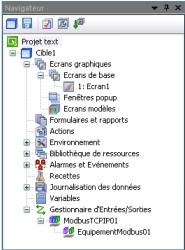 Navigateur
Projet text
Cible1
Ecrans graphiques
Ecrans de base
1: Ecran1
Fenêtres popup
Ecrans modèles
Formulaires et rapports
Actions
Environnement
Bibliothèque de ressources
Alarmes et Evénements
Recettes
Journalisation des données
Variables
Gestionnaire d'Entrées/Sorties
ModbusTCPIP01
EquipementModbus01